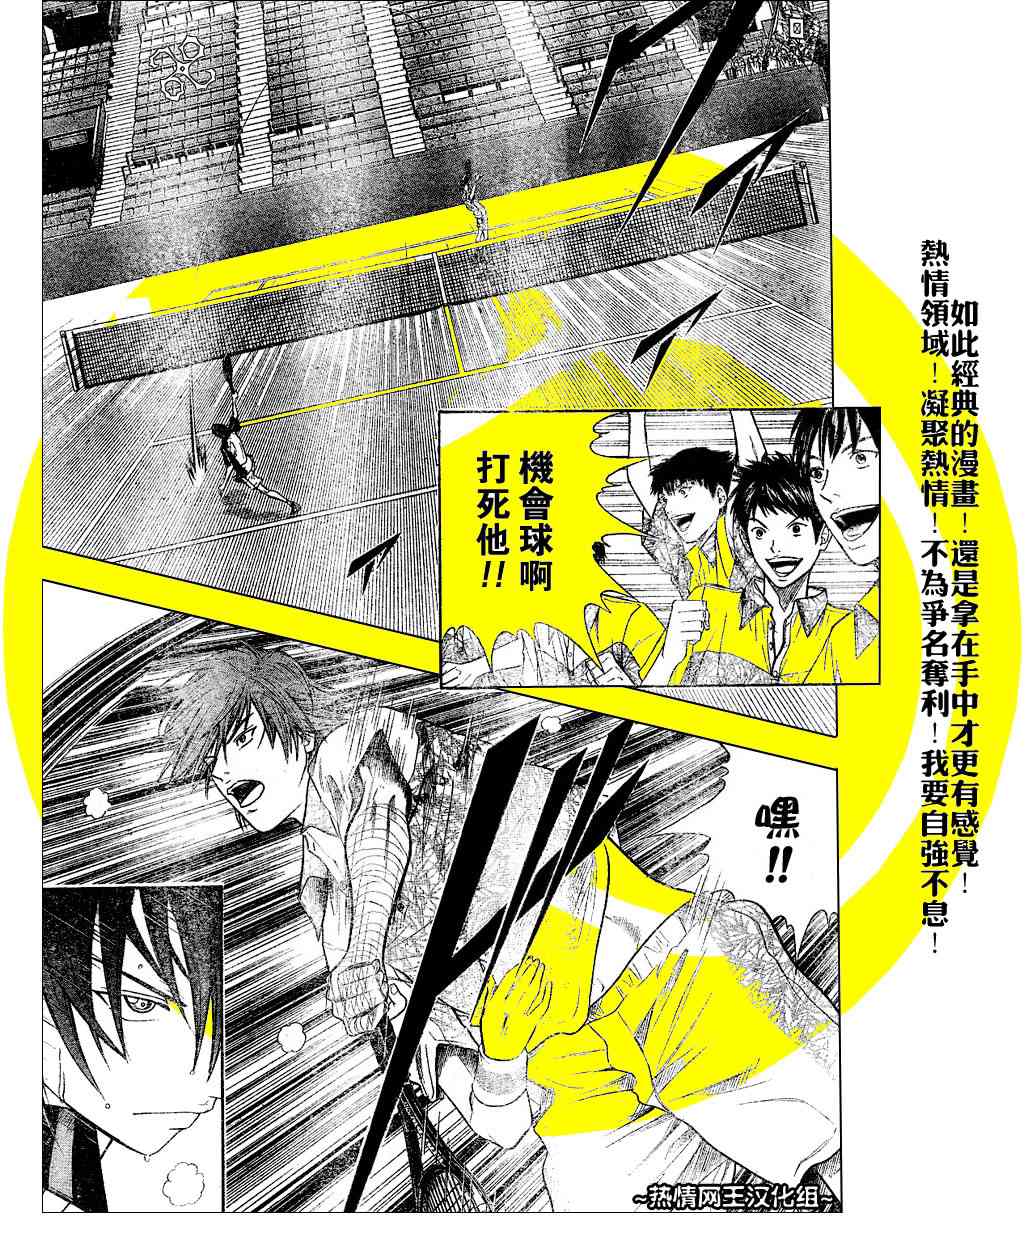 機會球啊
打死他!!
嘿!!
如此經典的漫畫！還是拿在手中才更有感覺！
熱情領域！凝聚熱情！不為爭名奪利！我要自強不息！
~热情网王汉化组~